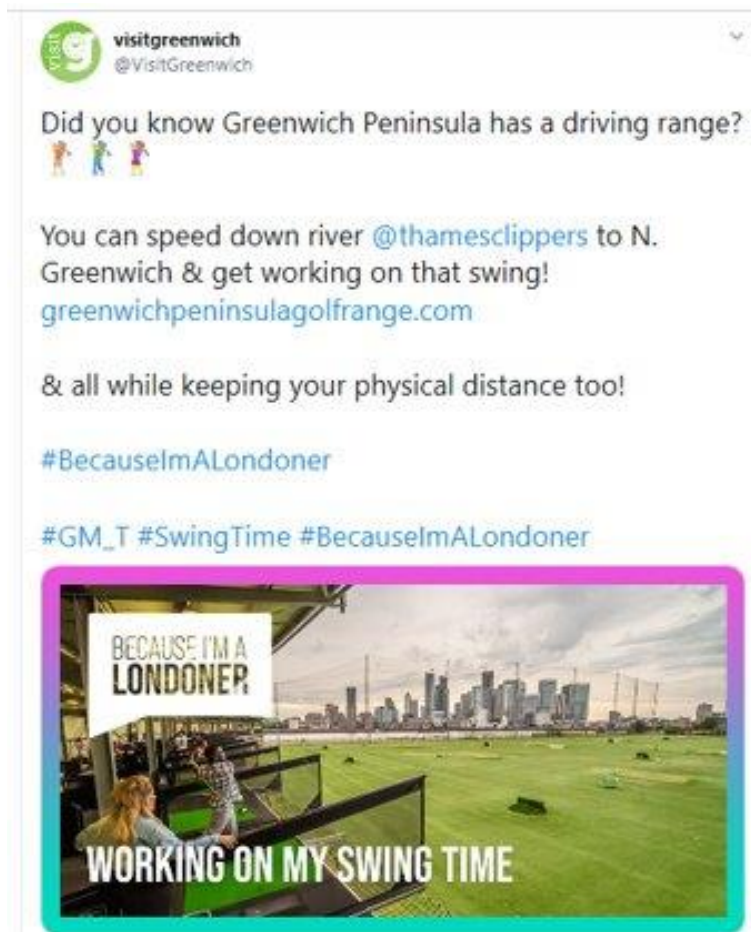 visit g
visitgreenwich
@VisitGreenwich
Did you know Greenwich Peninsula has a driving range?
You can speed down river @thamesclippers to N.
Greenwich & get working on that swing!
greenwichpeninsulagolfrange.com
& all while keeping your physical distance too!
#BecauseImALondoner
#GM_T #SwingTime #BecauseImALondoner
BECAUSE I'M A
LONDONER
WORKING ON MY SWING TIME